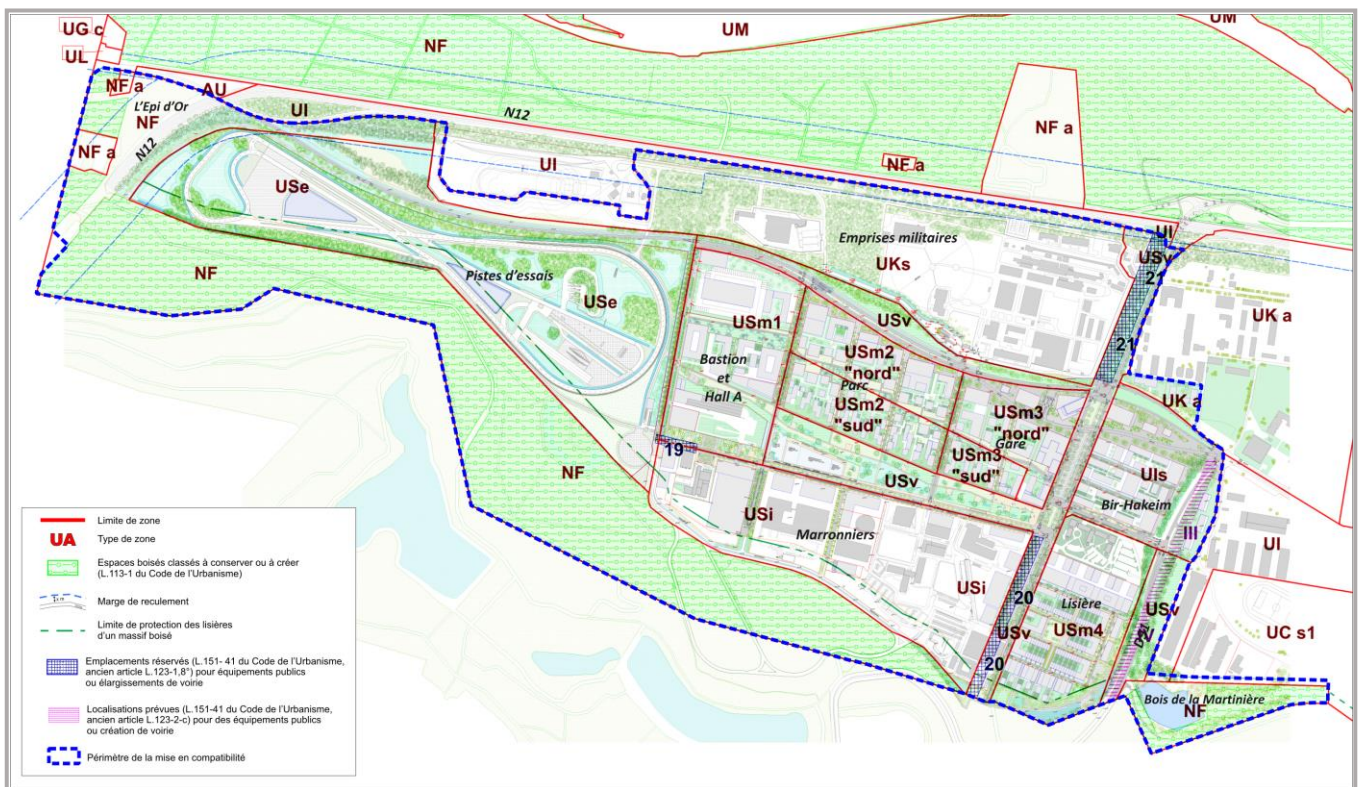 UG c
UL
NF
UM
UM
NF a
AU
L'Epi d'Or
NF
UI
N12
N12
NF a
NF a
NF a
UI
USe
Emprises militaires
UKs
UI
USv
21
UK a
NF
Pistes d'essais
USe
USm1
USv
21
Bastion
et
Hall A
USm2
"nord"
Parc
USm2
"sud"
USm3
"nord"
Gare
USm3
"sud"
UK a
19
NF
USv
UIs
Bir-Hakeim
III
UI
USi
Marronniers
USi
20
Lisière
USv
USm4
20
USv
D91
UC s1
Bois de la Martinière
NF
Limite de zone
UA
Type de zone
Espaces boisés classés à conserver ou à créer
(L.113-1 du Code de l'Urbanisme)
Marge de reculement
Limite de protection des lisières
d'un massif boisé
Emplacements réservés (L.151- 41 du Code de l'Urbanisme,
ancien article L.123-1,8°) pour équipements publics
ou élargissements de voirie
Localisations prévues (L.151-41 du Code de l'Urbanisme,
ancien article L.123-2-c) pour des équipements publics
ou création de voirie
Périmètre de la mise en compatibilité